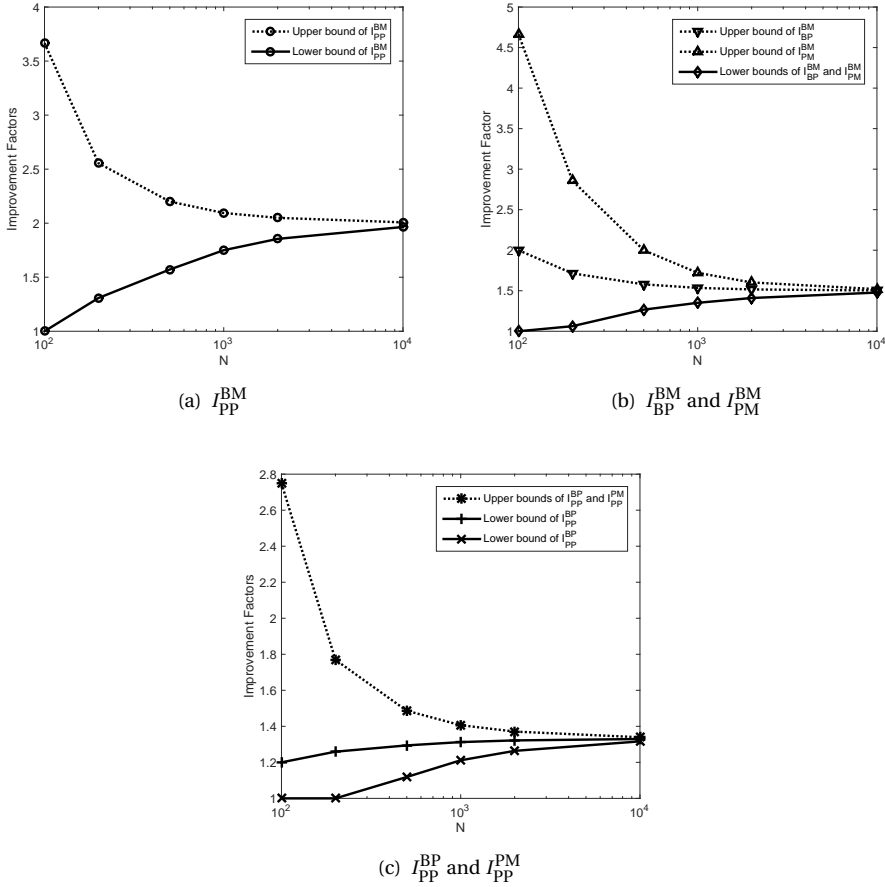 4
3.5
3
2.5
2
1.5
1
Improvement Factors
10^2
10^3
10^4
N
Upper bound of I_PP^BM
Lower bound of I_PP^BM
(a) I_PP^BM
5
4.5
4
3.5
3
2.5
2
1.5
1
Improvement Factor
10^2
10^3
10^4
N
Upper bound of I_BP^BM
Upper bound of I_PM^BM
Lower bounds of I_BP^BM and I_PM^BM
(b) I_BP^BM and I_PM^BM
2.8
2.6
2.4
2.2
2
1.8
1.6
1.4
1.2
1
Improvement Factors
10^2
10^3
10^4
N
Upper bounds of I_PP^BP and I_PP^PM
Lower bound of I_PP^BP
Lower bound of I_PP^BP
(c) I_PP^BP and I_PP^PM